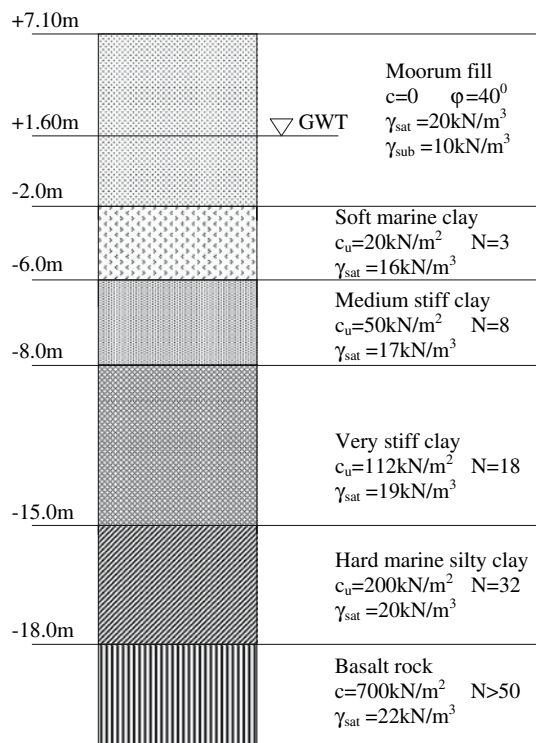 +7.10m
Moorum fill
c=0 φ=40⁰
γsat =20kN/m³
γsub =10kN/m³
+1.60m
GWT
-2.0m
Soft marine clay
cu=20kN/m² N=3
γsat =16kN/m³
-6.0m
Medium stiff clay
cu=50kN/m² N=8
γsat =17kN/m³
-8.0m
Very stiff clay
cu=112kN/m² N=18
γsat =19kN/m³
-15.0m
Hard marine silty clay
cu=200kN/m² N=32
γsat =20kN/m³
-18.0m
Basalt rock
c=700kN/m² N>50
γsat =22kN/m³